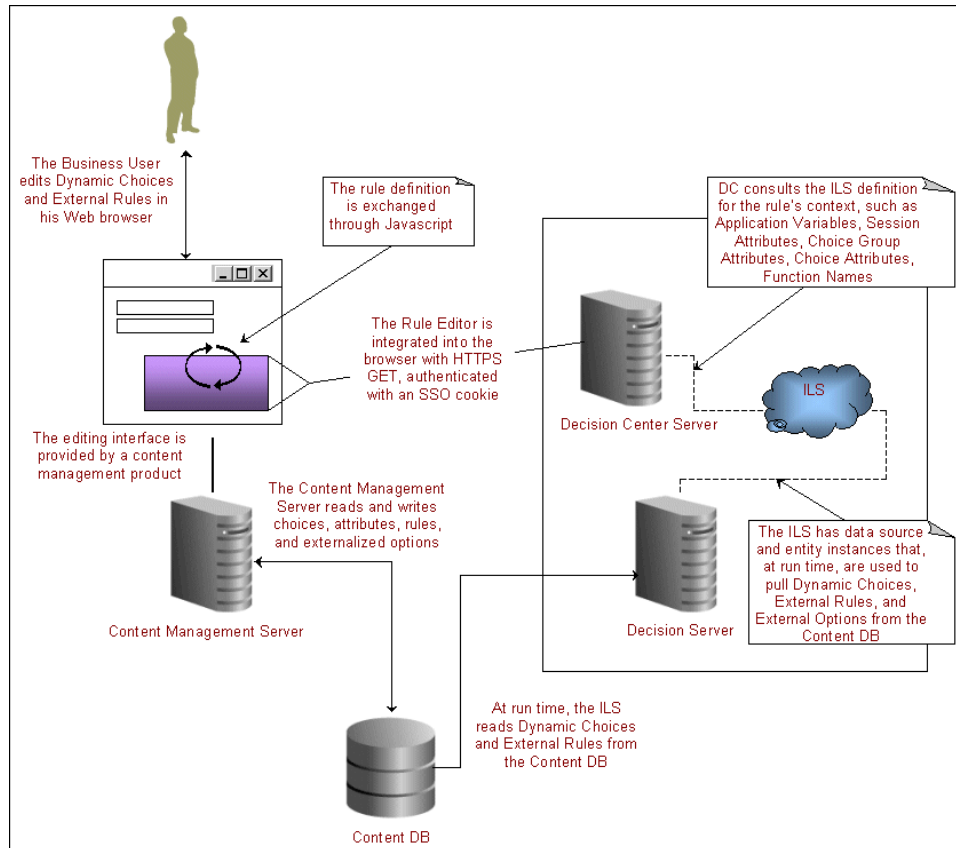 The Business User
edits Dynamic Choices
and External Rules in
his Web browser
The rule definition
is exchanged
through Javascript
DC consults the ILS definition
for the rule's context, such as
Application Variables, Session
Attributes, Choice Group
Attributes, Choice Attributes,
Function Names
The Rule Editor is
integrated into the
browser with HTTPS
GET, authenticated
with an SSO cookie
Decision Center Server
ILS
The editing interface is
provided by a content
management product
The Content Management
Server reads and writes
choices, attributes, rules,
and externalized options
Content Management Server
Decision Server
The ILS has data source
and entity instances that,
at run time, are used to
pull Dynamic Choices,
External Rules, and
External Options from the
Content DB
At run time, the ILS
reads Dynamic Choices
and External Rules from
the Content DB
Content DB